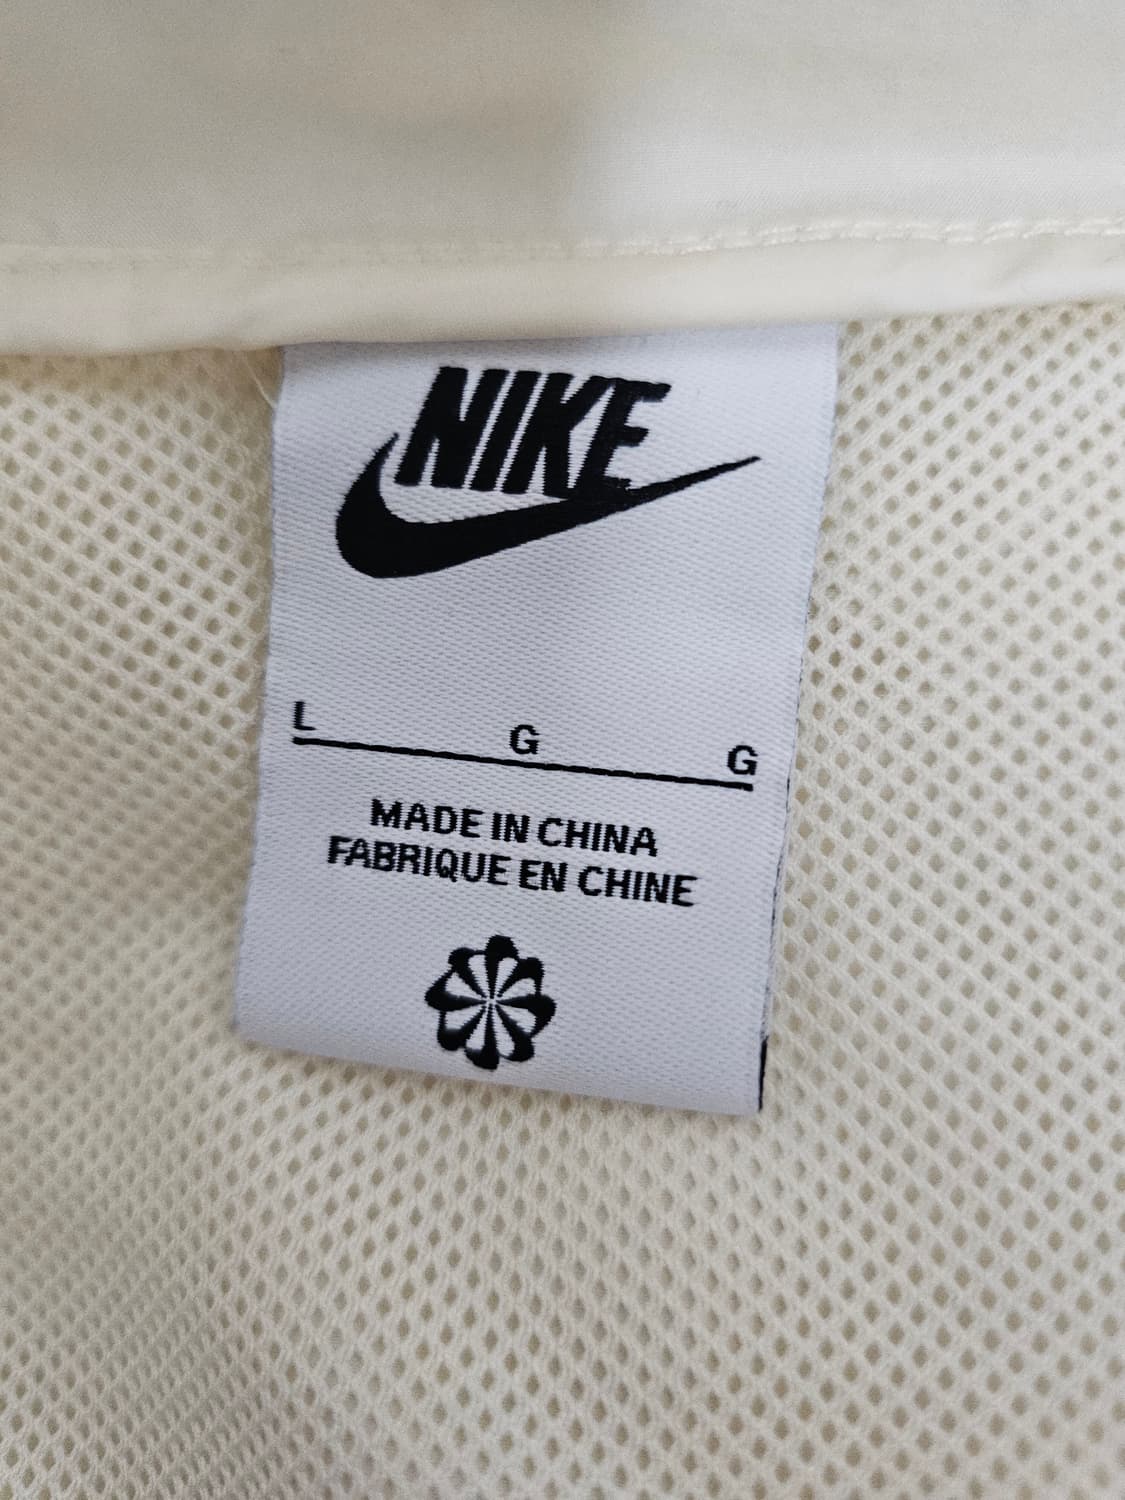 NIKE
L G G
MADE IN CHINA
FABRIQUE EN CHINE